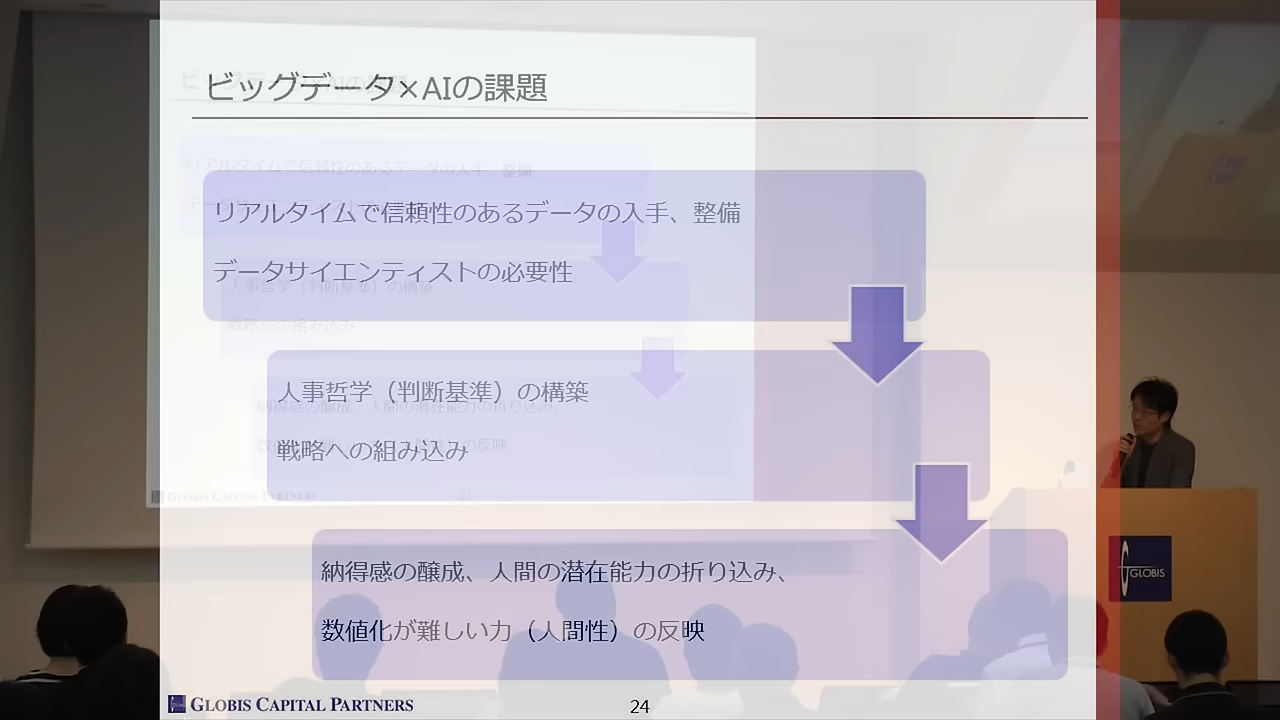 ビッグデータ×AIの課題
リアルタイムで信頼性のあるデータの入手、整備
データサイエンティストの必要性
人事哲学（判断基準）の構築
戦略への組み込み
納得感の醸成、人間の潜在能力の折り込み、
数値化が難しい力（人間性）の反映
GLOBIS CAPITAL PARTNERS
24
GLOBIS